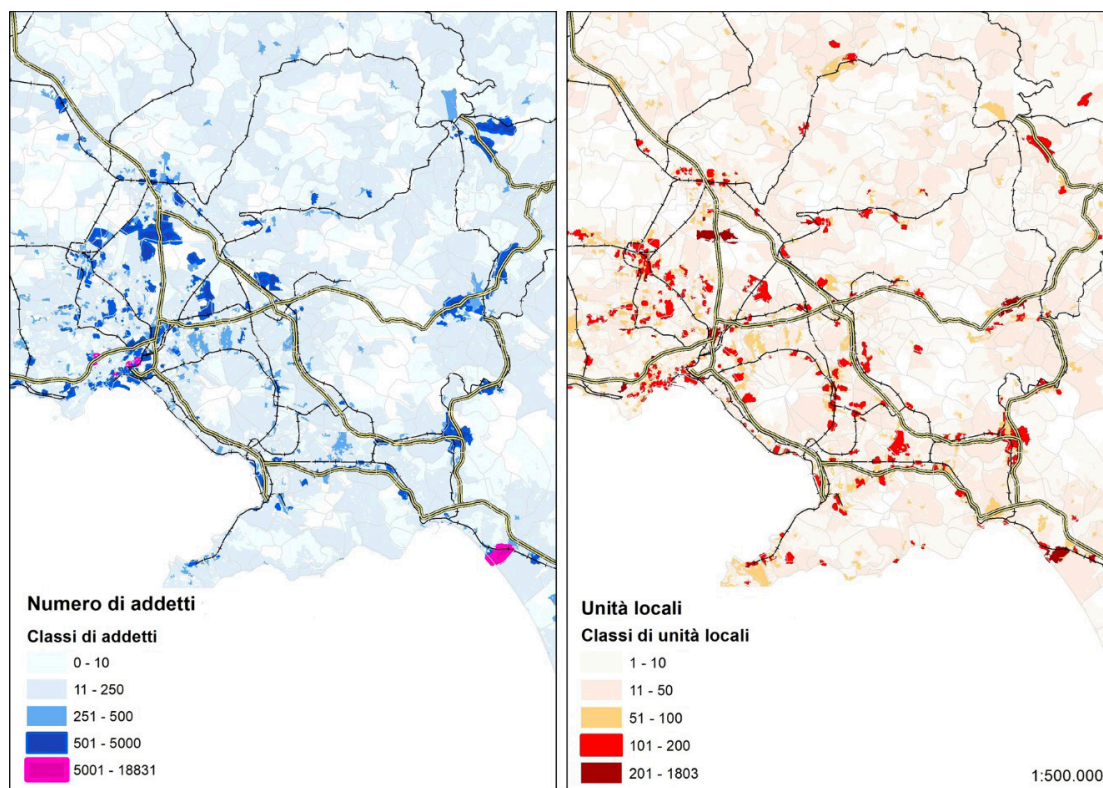 Numero di addetti
Classi di addetti
0 - 10
11 - 250
251 - 500
501 - 5000
5001 - 18831
Unità locali
Classi di unità locali
1 - 10
11 - 50
51 - 100
101 - 200
201 - 1803
1:500.000